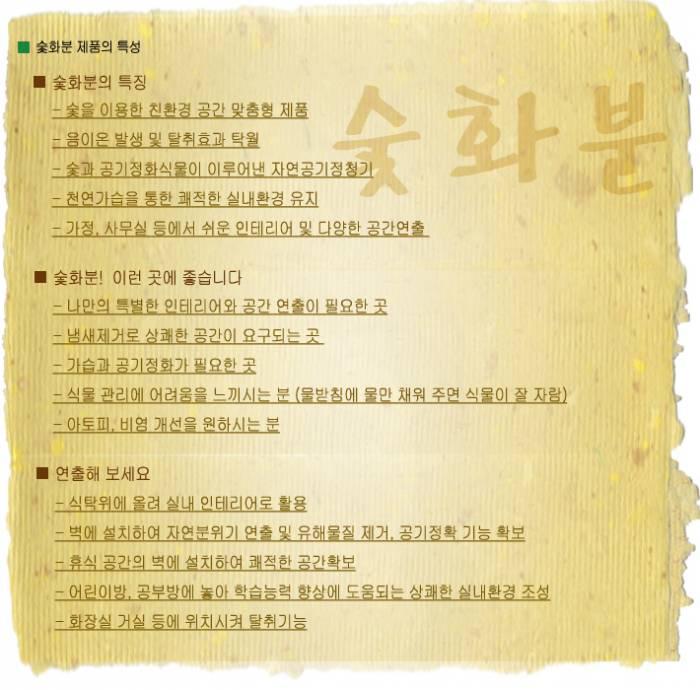 ■ 숯화분 제품의 특성
숯화분
■ 숯화분의 특징
- 숯을 이용한 친환경 공간 맞춤형 제품
- 음이온 발생 및 탈취효과 탁월
- 숯과 공기정화식물이 이루어낸 자연공기정청기
- 천연가습을 통한 쾌적한 실내환경 유지
- 가정, 사무실 등에서 쉬운 인테리어 및 다양한 공간연출
■ 숯화분! 이런 곳에 좋습니다
- 나만의 특별한 인테리어와 공간 연출이 필요한 곳
- 냄새제거로 상쾌한 공간이 요구되는 곳
- 가습과 공기정화가 필요한 곳
- 식물 관리에 어려움을 느끼시는 분 (물받침에 물만 채워 주면 식물이 잘 자람)
- 아토피, 비염 개선을 원하시는 분
■ 연출해 보세요
- 식탁위에 올려 실내 인테리어로 활용
- 벽에 설치하여 자연분위기 연출 및 유해물질 제거, 공기정확 기능 확보
- 휴식 공간의 벽에 설치하여 쾌적한 공간확보
- 어린이방, 공부방에 놓아 학습능력 향상에 도움되는 상쾌한 실내환경 조성
- 화장실 거실 등에 위치시켜 탈취기능